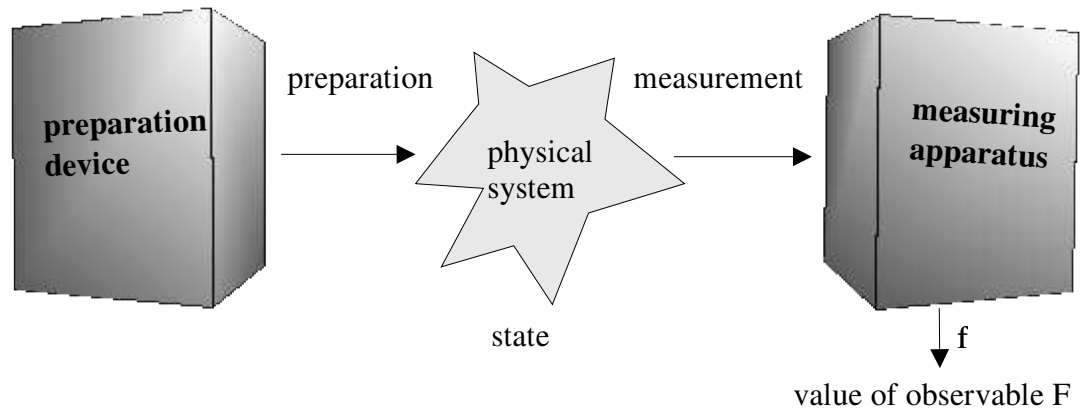 preparation
device
preparation
physical
system
state
measurement
measuring
apparatus
f
value of observable F